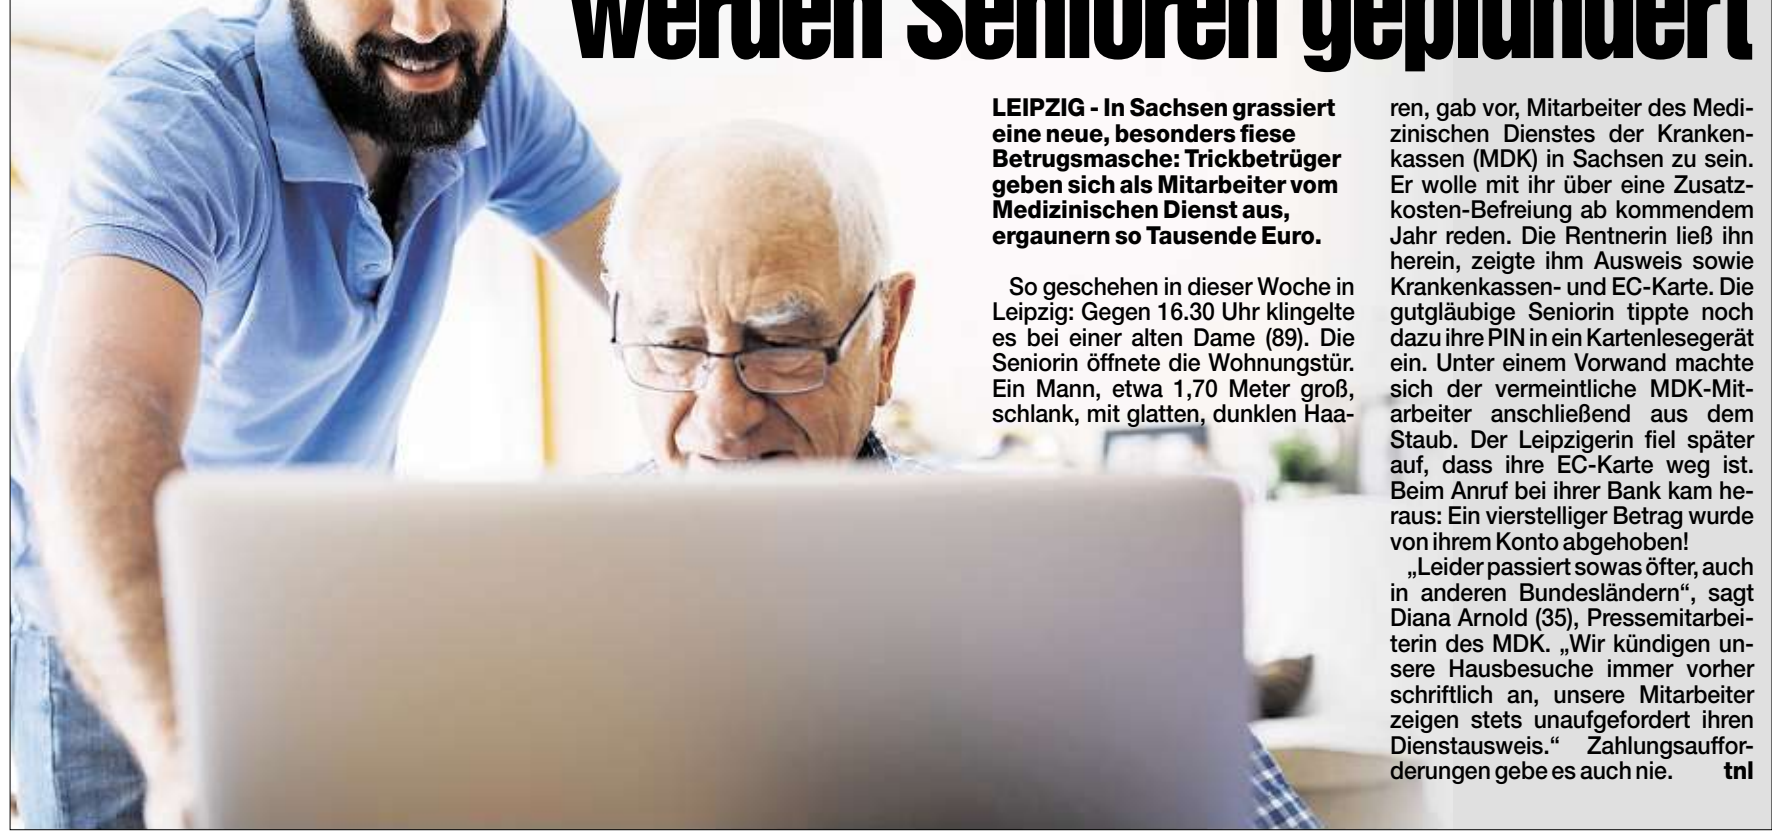 werden Senioren geplündert
LEIPZIG - In Sachsen grassiert
eine neue, besonders fiese
Betrugsmasche: Trickbetrüger
geben sich als Mitarbeiter vom
Medizinischen Dienst aus,
ergaunern so Tausende Euro.
So geschehen in dieser Woche in
Leipzig: Gegen 16.30 Uhr klingelte
es bei einer alten Dame (89). Die
Seniorin öffnete die Wohnungstür.
Ein Mann, etwa 1,70 Meter groß,
schlank, mit glatten, dunklen Haa-
ren, gab vor, Mitarbeiter des Medi-
zinischen Dienstes der Kranken-
kassen (MDK) in Sachsen zu sein.
Er wolle mit ihr über eine Zusatz-
kosten-Befreiung ab kommendem
Jahr reden. Die Rentnerin ließ ihn
herein, zeigte ihm Ausweis sowie
Krankenkassen- und EC-Karte. Die
gutgläubige Seniorin tippte noch
dazu ihre PIN in ein Kartenlesegerät
ein. Unter einem Vorwand machte
sich der vermeintliche MDK-Mit-
arbeiter anschließend aus dem
Staub. Der Leipzigerin fiel später
auf, dass ihre EC-Karte weg ist.
Beim Anruf bei ihrer Bank kam he-
raus: Ein vierstelliger Betrag wurde
von ihrem Konto abgehoben!
„Leider passiert sowas öfter, auch
in anderen Bundesländern“, sagt
Diana Arnold (35), Pressemitarbei-
terin des MDK. „Wir kündigen un-
sere Hausbesuche immer vorher
schriftlich an, unsere Mitarbeiter
zeigen stets unaufgefordert ihren
Dienstausweis.“ Zahlungsauffor-
derungen gebe es auch nie. tnl